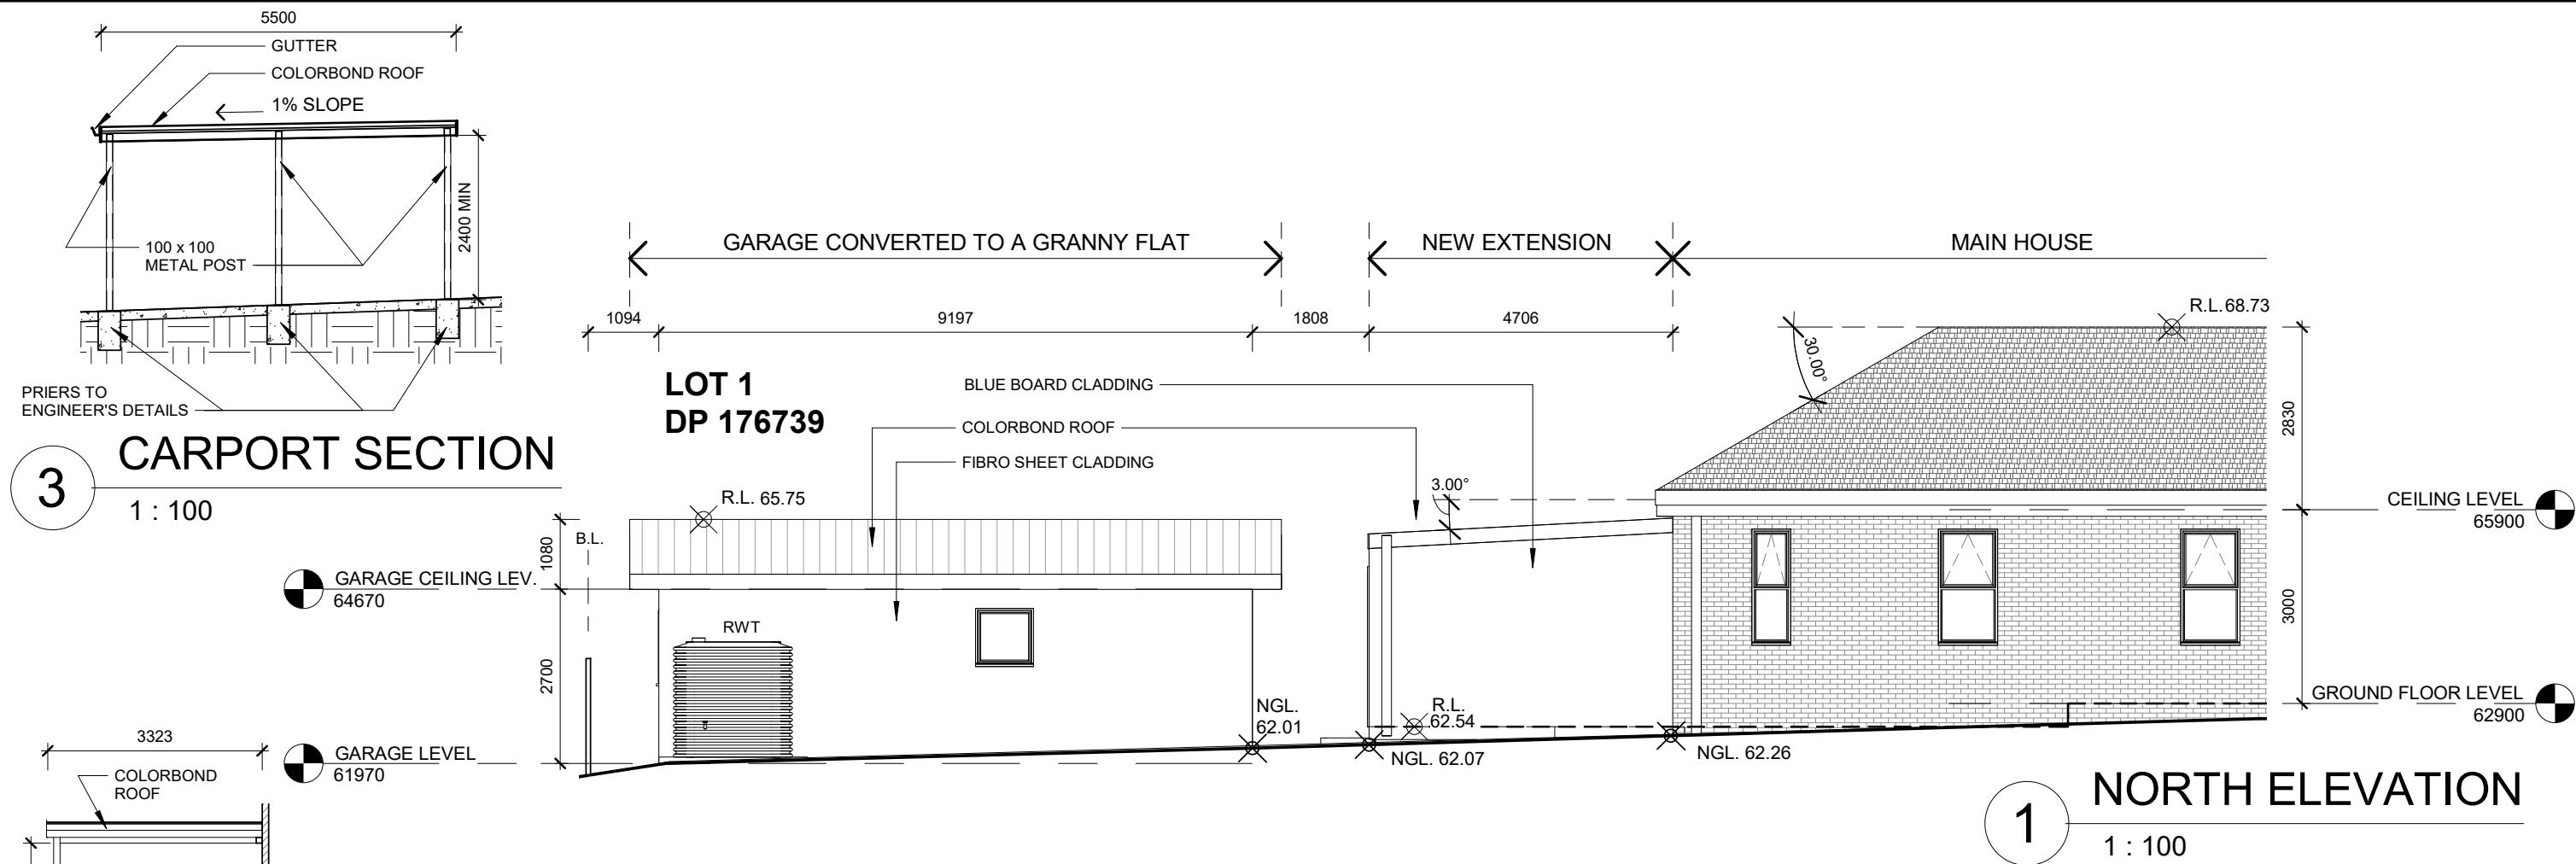 5500
GUTTER
COLORBOND ROOF
1% SLOPE
2400 MIN
100 x 100
METAL POST
PRIERS TO
ENGINEER'S DETAILS
3
CARPORT SECTION
1 : 100
GARAGE CONVERTED TO A GRANNY FLAT
NEW EXTENSION
MAIN HOUSE
1094
9197
1808
4706
R.L.68.73
30.00°
LOT 1
DP 176739
BLUE BOARD CLADDING
COLORBOND ROOF
FIBRO SHEET CLADDING
2830
R.L. 65.75
3.00°
CEILING LEVEL
65900
B.L.
1080
GARAGE CEILING LEV.
64670
RWT
2700
3000
NGL.
62.01
R.L.
62.54
GROUND FLOOR LEVEL
62900
NGL. 62.07
NGL. 62.26
GARAGE LEVEL
61970
3323
COLORBOND
ROOF
1
NORTH ELEVATION
1 : 100